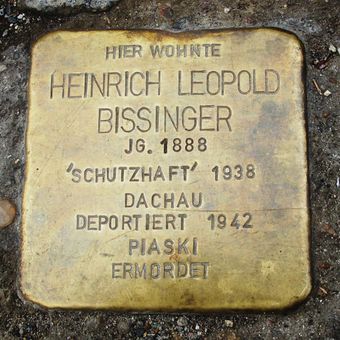 HIER WOHNTE
HEINRICH LEOPOLD
BISSINGER
JG. 1888
'SCHUTZHAFT' 1938
DACHAU
DEPORTIERT 1942
PIASKI
ERMORDET